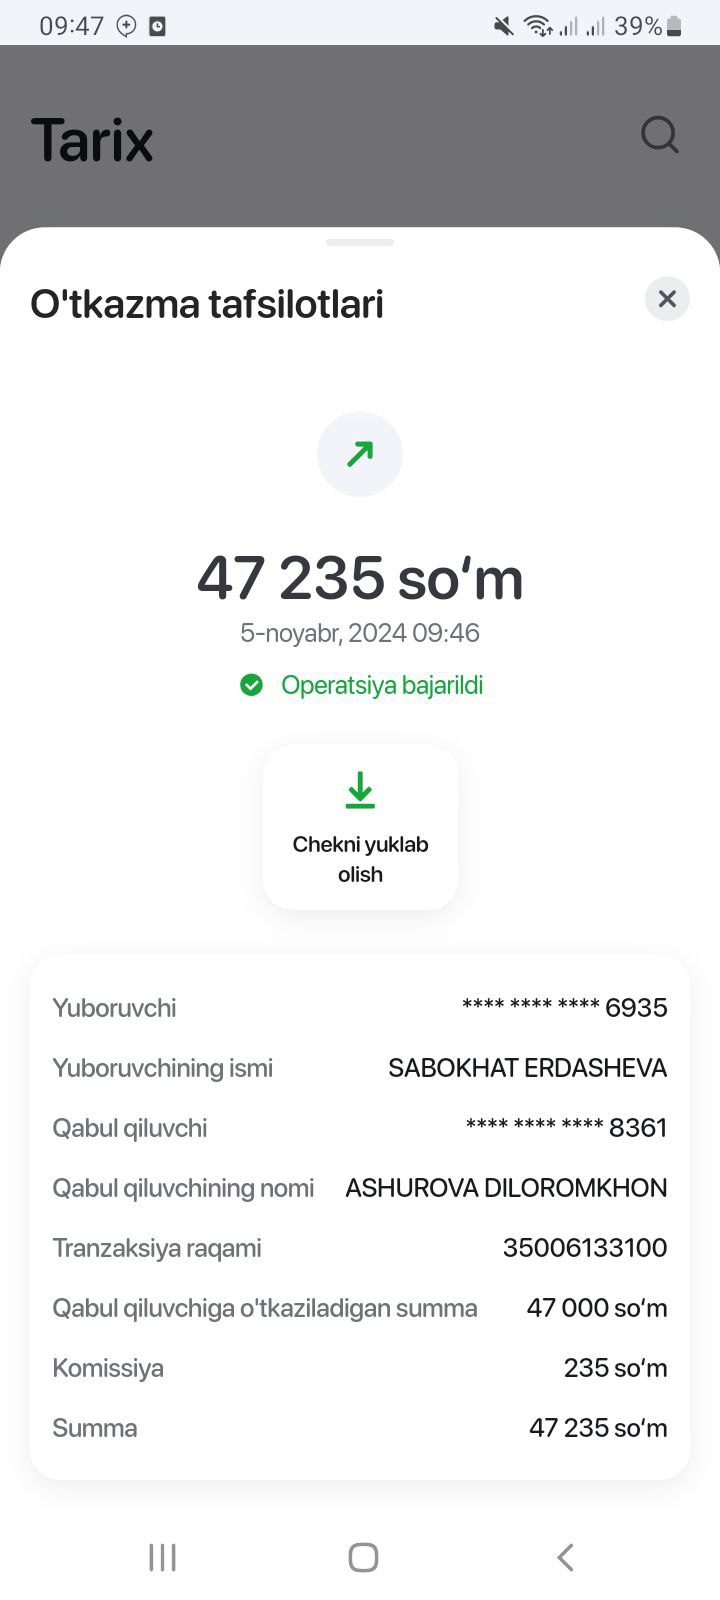 09:47 39%
Tarix
O'tkazma tafsilotlari
47 235 so‘m
5-noyabr, 2024 09:46
Operatsiya bajarildi
Chekni yuklab
olish
Yuboruvchi **** **** **** 6935
Yuboruvchining ismi SABOKHAT ERDASHEVA
Qabul qiluvchi **** **** **** 8361
Qabul qiluvchining nomi ASHUROVA DILOROMKHON
Tranzaksiya raqami 35006133100
Qabul qiluvchiga o'tkaziladigan summa 47 000 so‘m
Komissiya 235 so‘m
Summa 47 235 so‘m